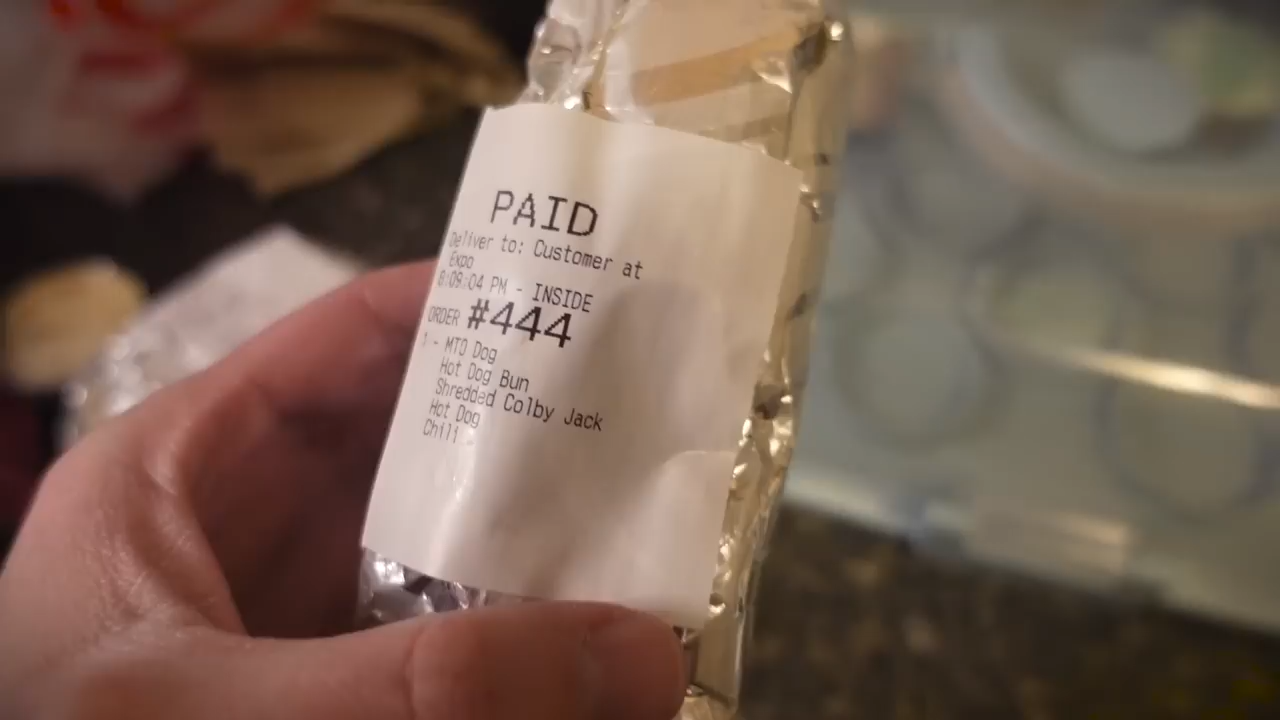 PAID
Deliver to: Customer at
Expo
8:09:04 PM - INSIDE
ORDER #444
1 - MTO Dog
Hot Dog Bun
Shredded Colby Jack
Hot Dog
Chili